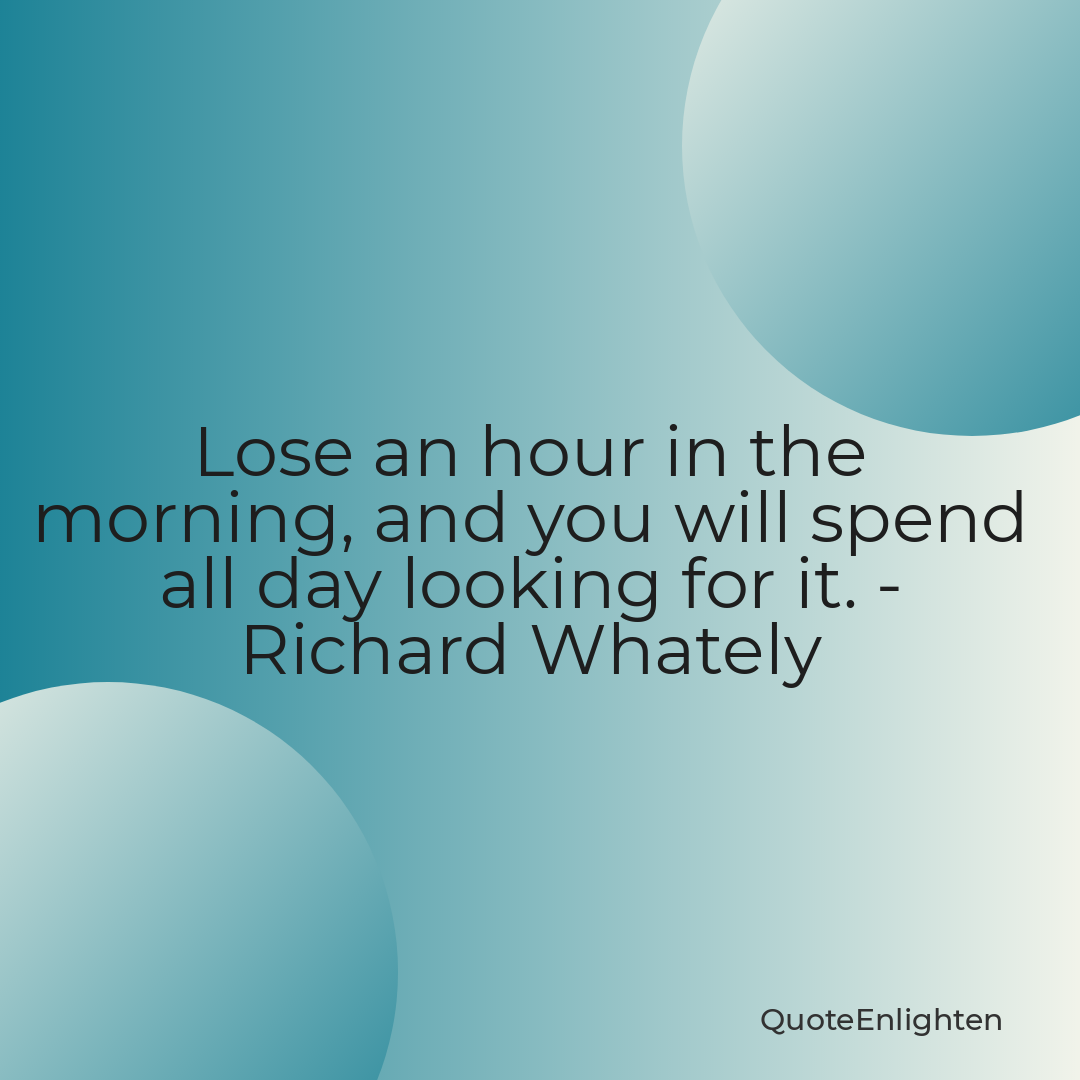 Lose an hour in the
morning, and you will spend
all day looking for it. -
Richard Whately
QuoteEnlighten